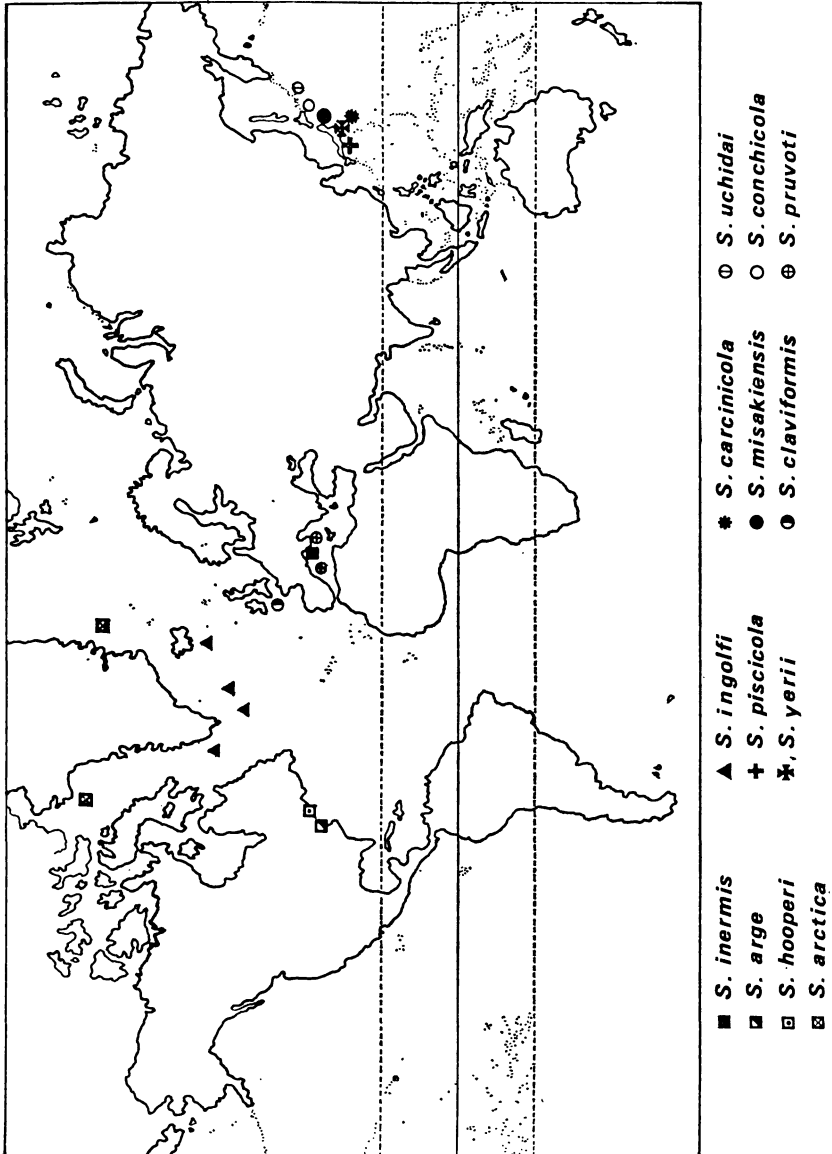 S. inermis
S. arge
S. hooperi
S. arctica
S. ingolfi
S. piscicola
, S. yerii
S. carcinicola
S. misakiensis
S. claviformis
S. uchidai
S. conchicola
S. pruvoti